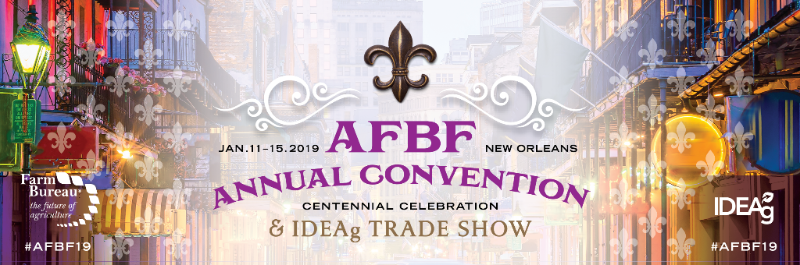 JAN.11–15.2019 AFBF NEW ORLEANS
ANNUAL CONVENTION
CENTENNIAL CELEBRATION
& IDEAg TRADE SHOW
Farm
Bureau®
the future of
agriculture®
#AFBF19
IDEAg
#AFBF19